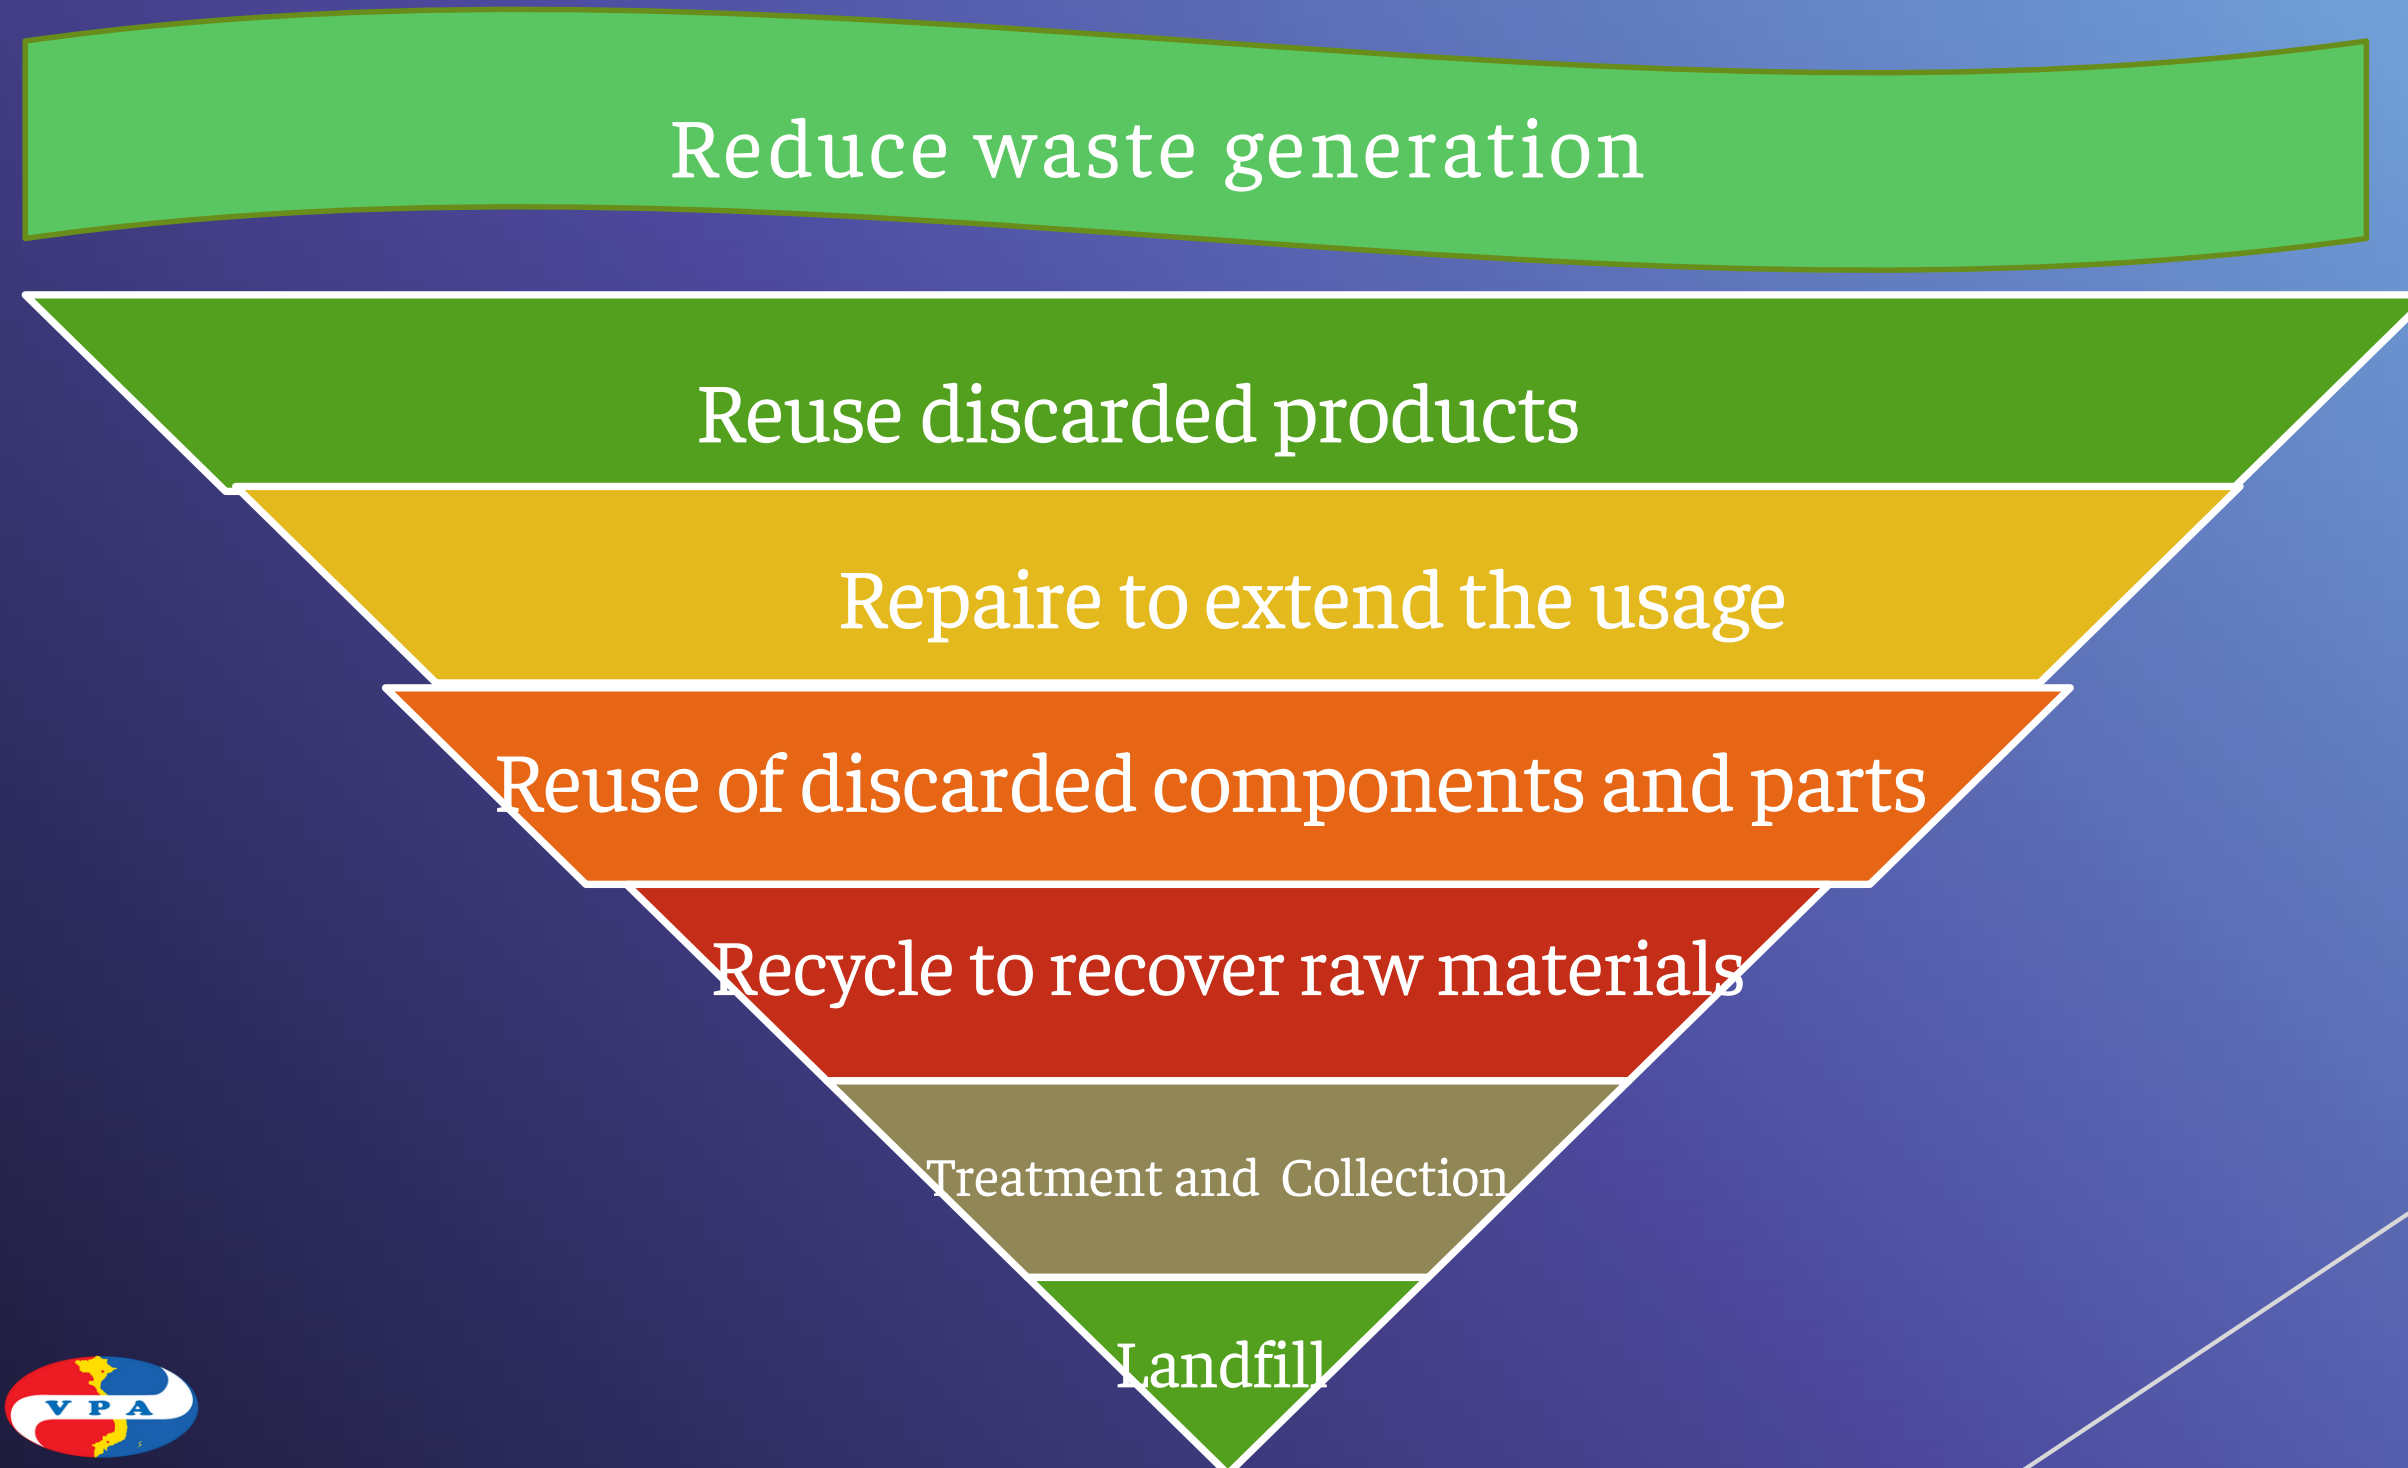 Reduce waste generation
Reuse discarded products
Repaire to extend the usage
Reuse of discarded components and parts
Recycle to recover raw materials
Treatment and Collection
Landfill
VPA